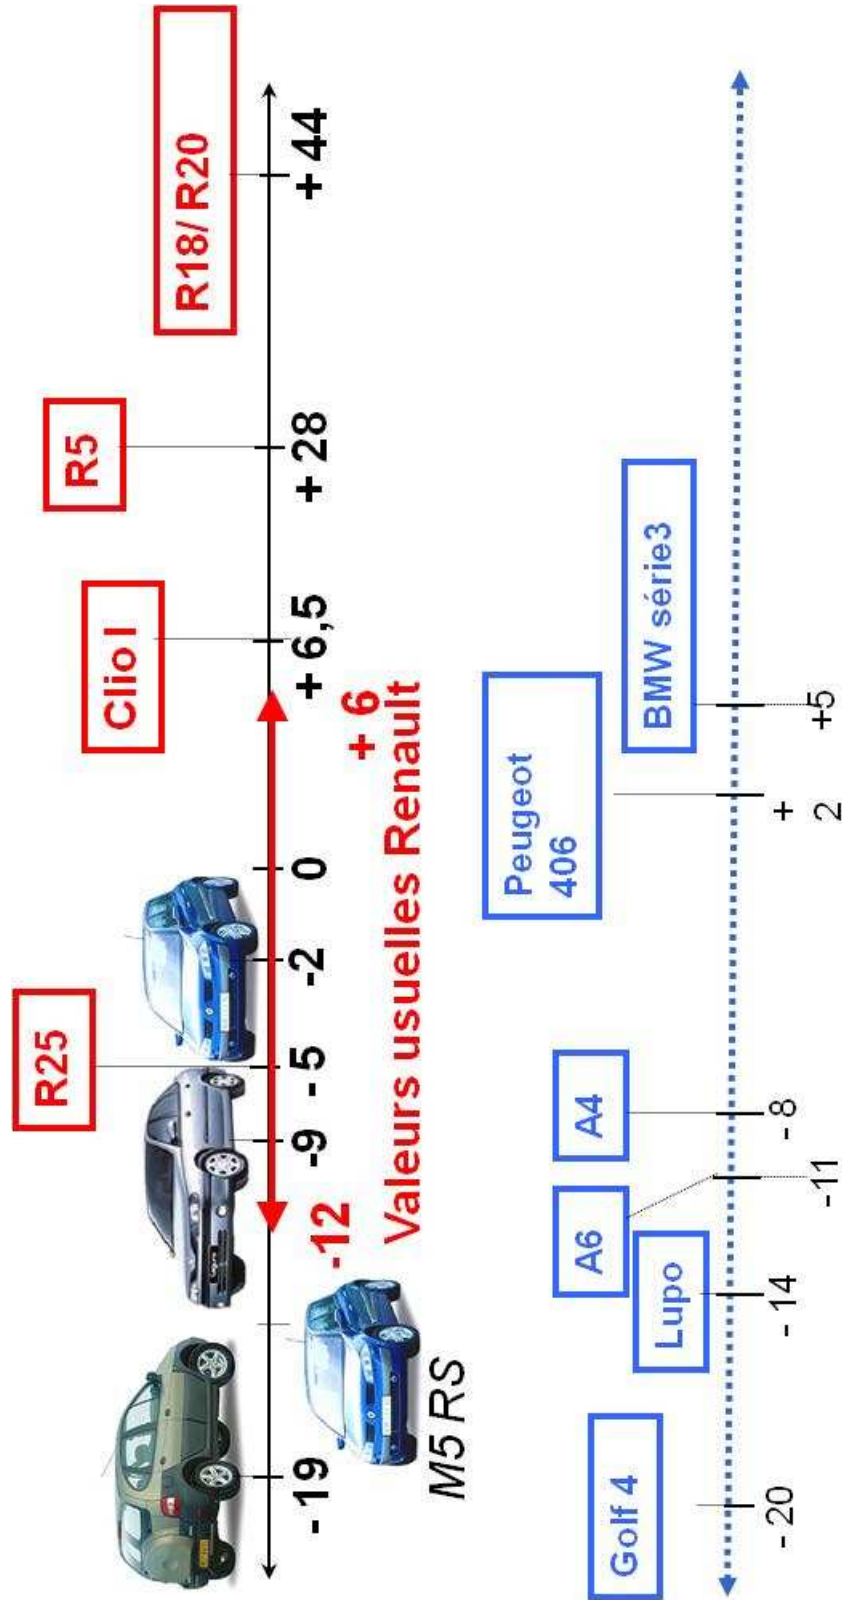 R25
R5
Clio I
R18/ R20
- 19
-9
- 5
-2
0
+ 6,5
+ 28
+ 44
-12
+ 6
Valeurs usuelles Renault
M5 RS
Peugeot
406
A6
A4
Golf 4
Lupo
BMW série3
- 20
- 14
-11
- 8
+
2
+5